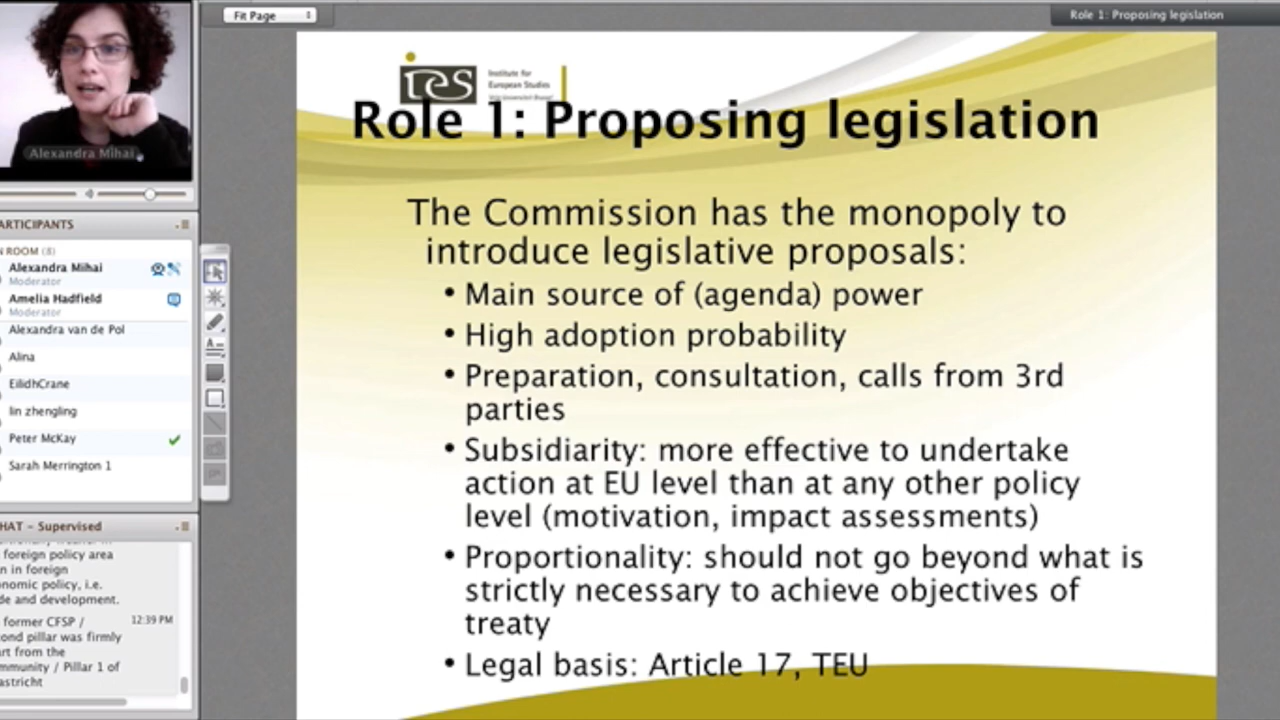 Fit Page
Role 1: Proposing legislation
Institute for
European Studies
ies
Role 1: Proposing legislation
The Commission has the monopoly to
introduce legislative proposals:
• Main source of (agenda) power
• High adoption probability
• Preparation, consultation, calls from 3rd
parties
• Subsidiarity: more effective to undertake
action at EU level than at any other policy
level (motivation, impact assessments)
• Proportionality: should not go beyond what is
strictly necessary to achieve objectives of
treaty
• Legal basis: Article 17, TEU
Alexandra Mihai
ARTICIPANTS
N ROOM (8)
Alexandra Mihai
Moderator
Amelia Hadfield
Moderator
Alexandra van de Pol
Alina
EilidhCrane
lin zhengling
Peter McKay
Sarah Merrington 1
HAT - Supervised
foreign policy area
n in foreign
nomic policy, i.e.
de and development.
former CFSP / 12:39 PM
ond pillar was firmly
rt from the
mmunity / Pillar 1 of
astricht